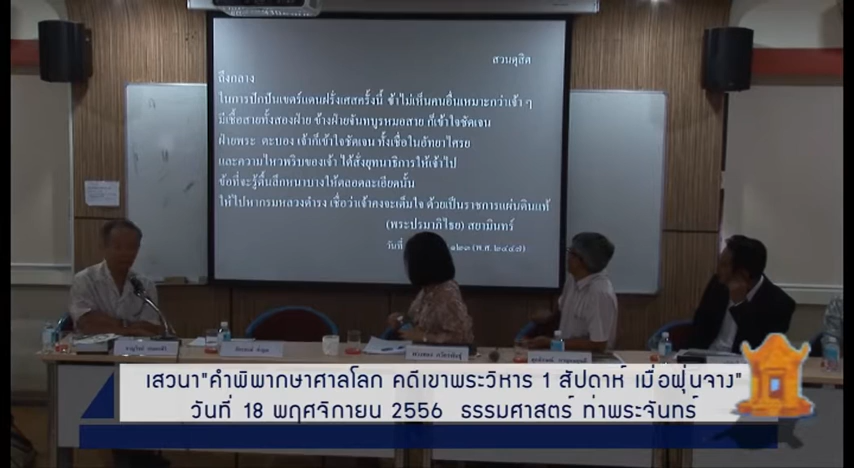 สวนดุสิต
ถึงกลาง
ในการปักปันเขตร์แดนฝรั่งเศสครั้งนี้ ข้าไม่เห็นคนอื่นเหมาะกว่าเจ้า ๆ
มีเชื้อสายทั้งสองฝ่าย ข้างฝ่ายจันทบูรหมอสาย ก็เข้าใจชัดเจน
ฝ่ายพระ ตะบอง เจ้าก็เข้าใจชัดเจน ทั้งเชื่อในอัทยาไศรย
และความไหวพริบของเจ้า ได้สั่งยุทนาธิการให้เจ้าไป
ข้อที่จะรู้ตื้นลึกหนาบางให้ตลอดละเอียดนั้น
ให้ไปหากรมหลวงดำรง เชื่อว่าเจ้าคงจะเต็มใจ ด้วยเป็นราชการแผ่นดินแท้
(พระปรมาภิไธย) สยามินทร์
วันที่ ๑๒๓ (พ.ศ. ๒๔๔๗)
เสวนา"คำพิพากษาศาลโลก คดีเขาพระวิหาร 1 สัปดาห์ เมื่อฝุ่นจาง"
วันที่ 18 พฤศจิกายน 2556 ธรรมศาสตร์ ท่าพระจันทร์